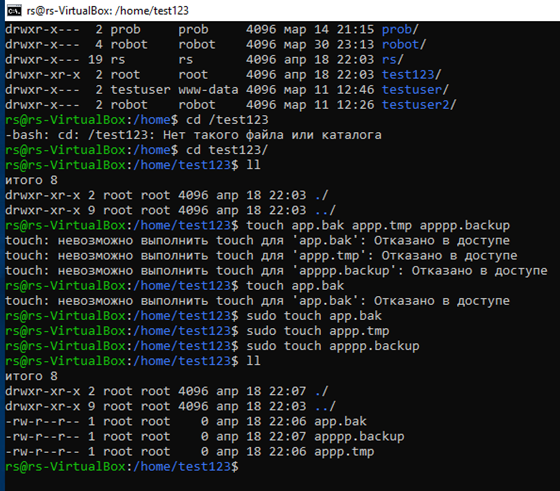 rs@rs-VirtualBox: /home/test123
drwxr-x--- 2 prob prob 4096 мар 14 21:15 prob/
drwxr-x--- 4 robot robot 4096 мар 30 23:13 robot/
drwxr-x--- 19 rs rs 4096 апр 18 22:03 rs/
drwxr-xr-x 2 root root 4096 апр 18 22:03 test123/
drwxr-x--- 2 testuser www-data 4096 мар 11 12:46 testuser/
drwxr-x--- 2 robot robot 4096 мар 11 12:26 testuser2/
rs@rs-VirtualBox:/home$ cd /test123
-bash: cd: /test123: Нет такого файла или каталога
rs@rs-VirtualBox:/home$ cd test123/
rs@rs-VirtualBox:/home/test123$ ll
итого 8
drwxr-xr-x 2 root root 4096 апр 18 22:03 ./
drwxr-xr-x 9 root root 4096 апр 18 22:03 ../
rs@rs-VirtualBox:/home/test123$ touch app.bak appp.tmp apppp.backup
touch: невозможно выполнить touch для 'app.bak': Отказано в доступе
touch: невозможно выполнить touch для 'appp.tmp': Отказано в доступе
touch: невозможно выполнить touch для 'apppp.backup': Отказано в доступе
rs@rs-VirtualBox:/home/test123$ touch app.bak
touch: невозможно выполнить touch для 'app.bak': Отказано в доступе
rs@rs-VirtualBox:/home/test123$ sudo touch app.bak
rs@rs-VirtualBox:/home/test123$ sudo touch appp.tmp
rs@rs-VirtualBox:/home/test123$ sudo touch apppp.backup
rs@rs-VirtualBox:/home/test123$ ll
итого 8
drwxr-xr-x 2 root root 4096 апр 18 22:07 ./
drwxr-xr-x 9 root root 4096 апр 18 22:03 ../
-rw-r--r-- 1 root root 0 апр 18 22:06 app.bak
-rw-r--r-- 1 root root 0 апр 18 22:07 apppp.backup
-rw-r--r-- 1 root root 0 апр 18 22:06 appp.tmp
rs@rs-VirtualBox:/home/test123$